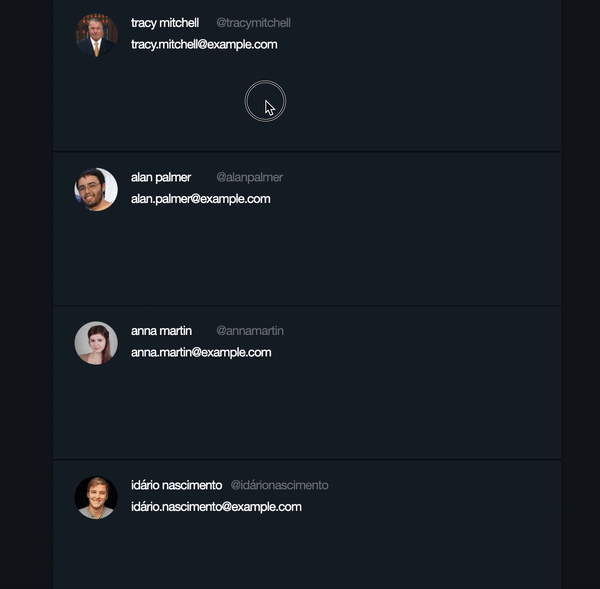 tracy mitchell @tracymitchell
tracy.mitchell@example.com
alan palmer @alanpalmer
alan.palmer@example.com
anna martin @annamartin
anna.martin@example.com
idário nascimento @idárionascimento
idário.nascimento@example.com